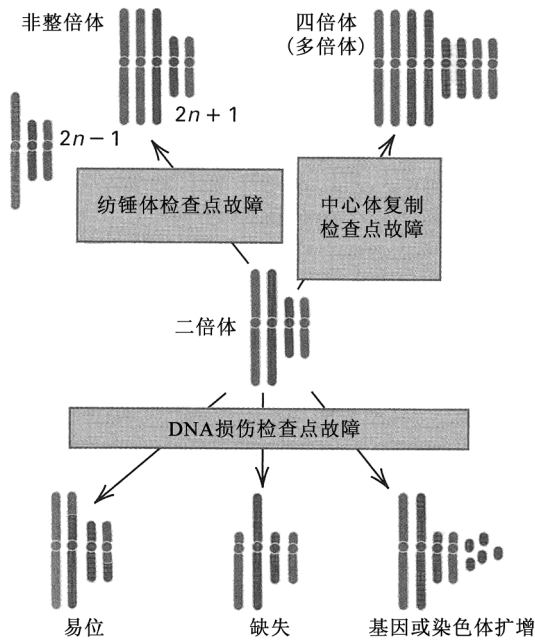 非整倍体
四倍体
（多倍体）
2n+1
2n−1
纺锤体检查点故障
中心体复制
检查点故障
二倍体
DNA损伤检查点故障
易位
缺失
基因或染色体扩增